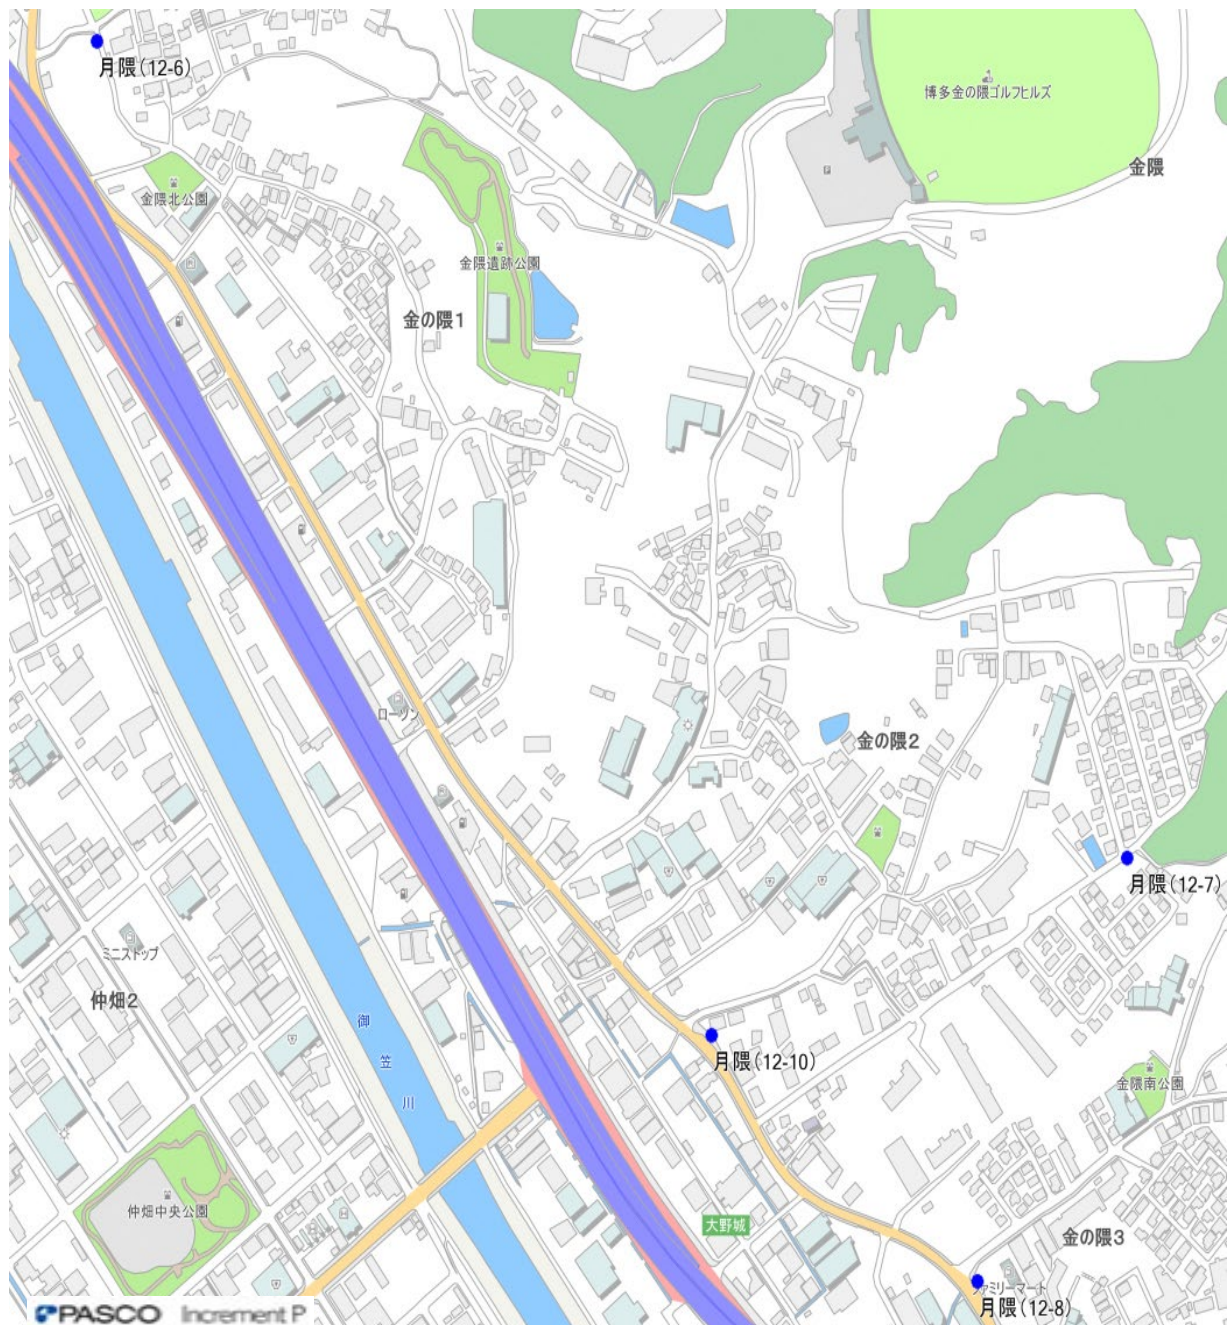 月隈(12-6)
博多金の隈ゴルフヒルズ
金隈
金隈北公園
金隈遺跡公園
金の隈1
ローソン
金の隈2
月隈(12-7)
ミニストップ
仲畑2
御
笠
川
月隈(12-10)
金隈南公園
仲畑中央公園
大野城
金の隈3
ファミリーマート
月隈(12-8)
PASCO Increment P